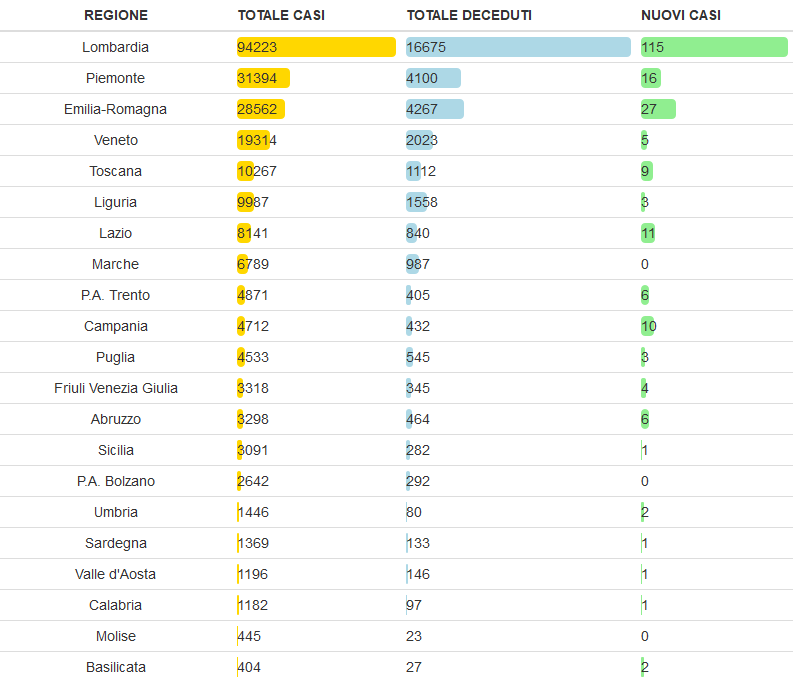 REGIONE TOTALE CASI TOTALE DECEDUTI NUOVI CASI
Lombardia 94223 16675 115
Piemonte 31394 4100 16
Emilia-Romagna 28562 4267 27
Veneto 19314 2023 5
Toscana 10267 1112 9
Liguria 9987 1558 3
Lazio 8141 840 11
Marche 6789 987 0
P.A. Trento 4871 405 6
Campania 4712 432 10
Puglia 4533 545 3
Friuli Venezia Giulia 3318 345 4
Abruzzo 3298 464 6
Sicilia 3091 282 1
P.A. Bolzano 2642 292 0
Umbria 1446 80 2
Sardegna 1369 133 1
Valle d'Aosta 1196 146 1
Calabria 1182 97 1
Molise 445 23 0
Basilicata 404 27 2